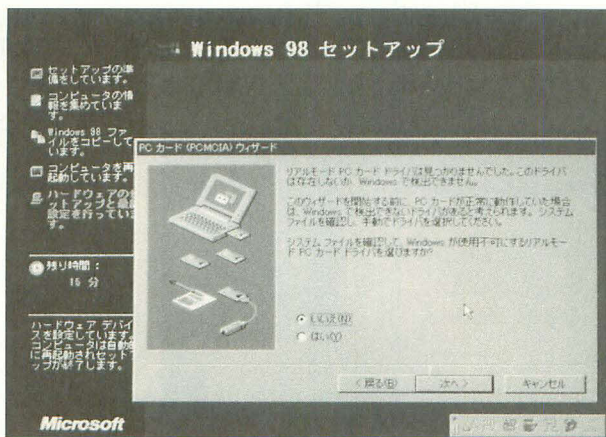 Windows 98 セットアップ
セットアップの準
備をしています。
コンピュータの情
報を集めていま
す。
Windows 98 ファ
イルをコピーして
います。
コンピュータを再
起動しています。
ハードウェアの
ットアップと最
設定を行ってい
す。
残り時間 :
16 分
ハードウェア デバイ
スを設定しています。
コンピュータは自動的
に再起動されセット
ップが終了します。
Microsoft
PC カード (PCMCIA) ウィザード
リアルモード PC カード ドライバは見つかりませんでした。このドライバ
は存在しないか、Windows で検出できません。
このウィザードを開始する前に、PC カードが正常に動作していた場合
は、Windows で検出できないドライバがあると考えられます。システム
ファイルを確認し、手動でドライバを選択してください。
システム ファイルを確認して、Windows が使用不可にするリアルモー
ド PC カード ドライバを選びますか?
いいえ(N)
はい(Y)
< 戻る(B)
次へ >
キャンセル